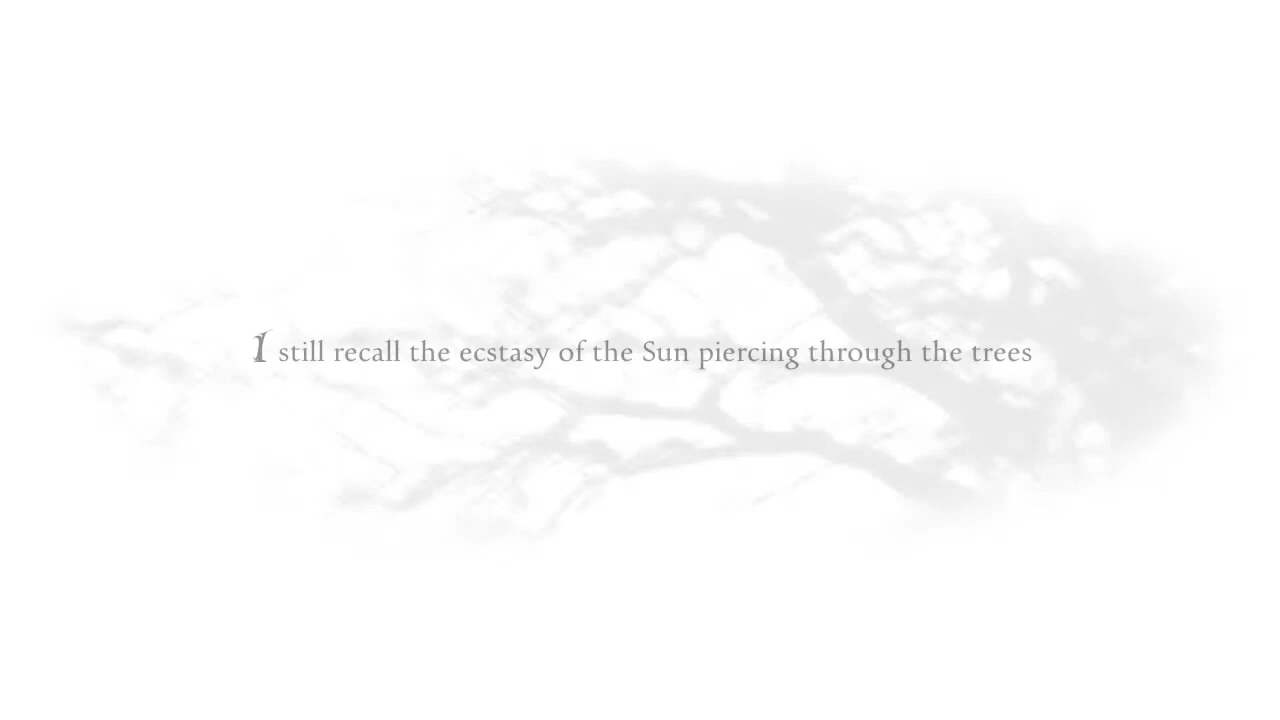 I still recall the ecstasy of the Sun piercing through the trees